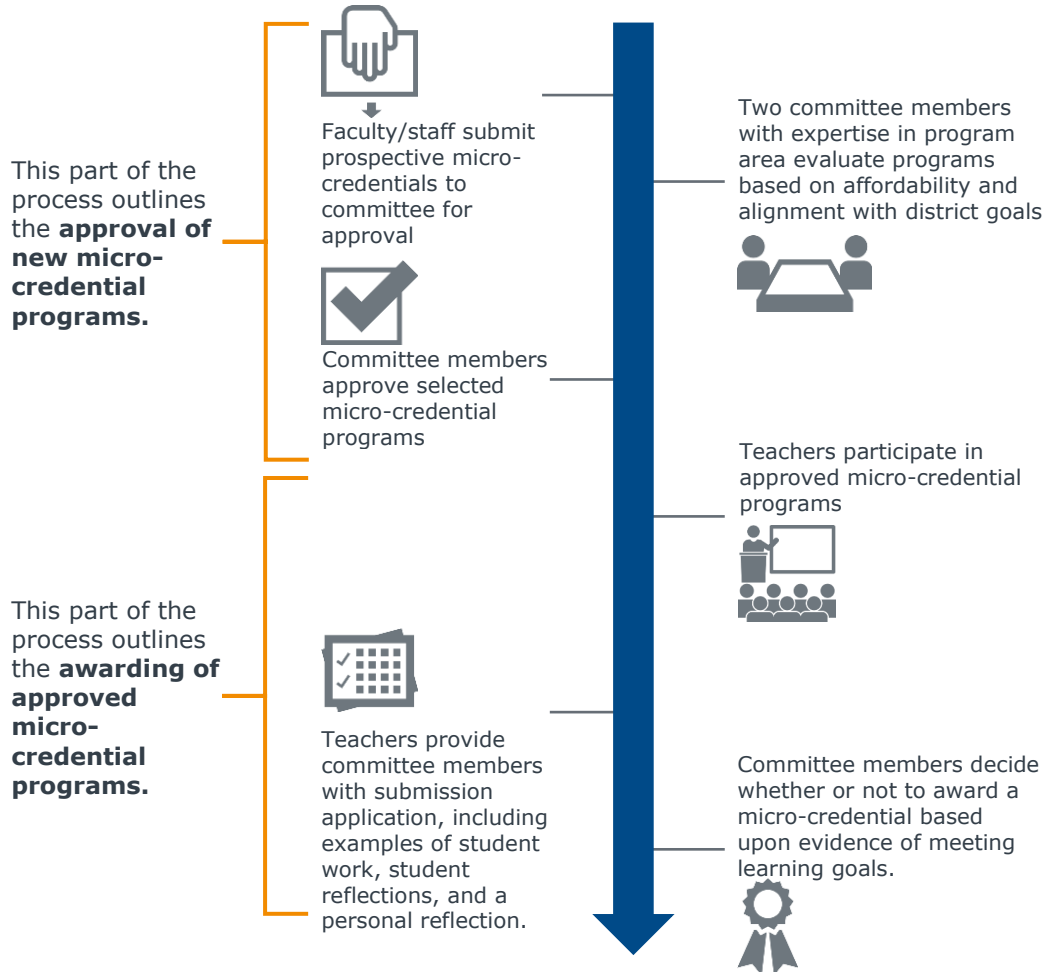 This part of the
process outlines
the approval of
new micro-
credential
programs.
Faculty/staff submit
prospective micro-
credentials to
committee for
approval
Two committee members
with expertise in program
area evaluate programs
based on affordability and
alignment with district goals
Committee members
approve selected
micro-credential
programs
Teachers participate in
approved micro-credential
programs
This part of the
process outlines
the awarding of
approved
micro-
credential
programs.
Teachers provide
committee members
with submission
application, including
examples of student
work, student
reflections, and a
personal reflection.
Committee members decide
whether or not to award a
micro-credential based
upon evidence of meeting
learning goals.